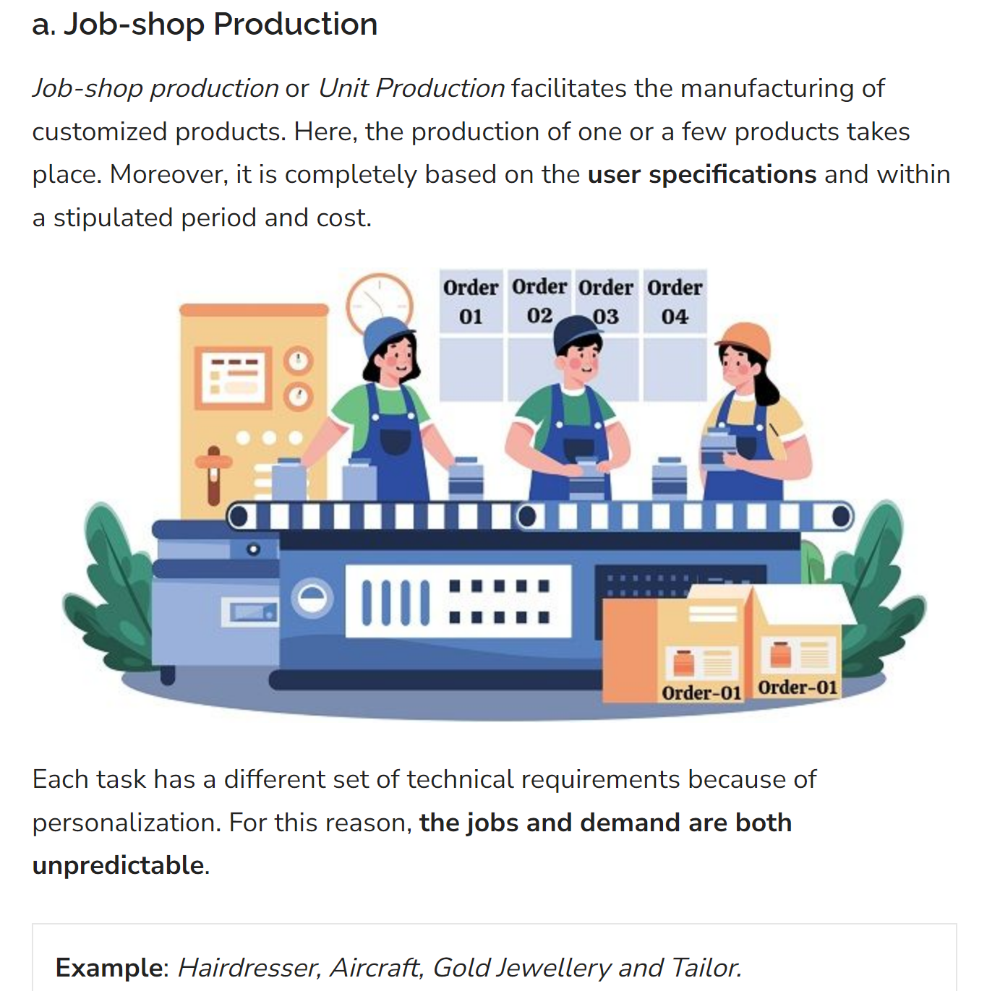 a. Job-shop Production
Job-shop production or Unit Production facilitates the manufacturing of
customized products. Here, the production of one or a few products takes
place. Moreover, it is completely based on the user specifications and within
a stipulated period and cost.
Order 01
Order 02
Order 03
Order 04
Order-01
Order-01
Each task has a different set of technical requirements because of
personalization. For this reason, the jobs and demand are both
unpredictable.
Example: Hairdresser, Aircraft, Gold Jewellery and Tailor.